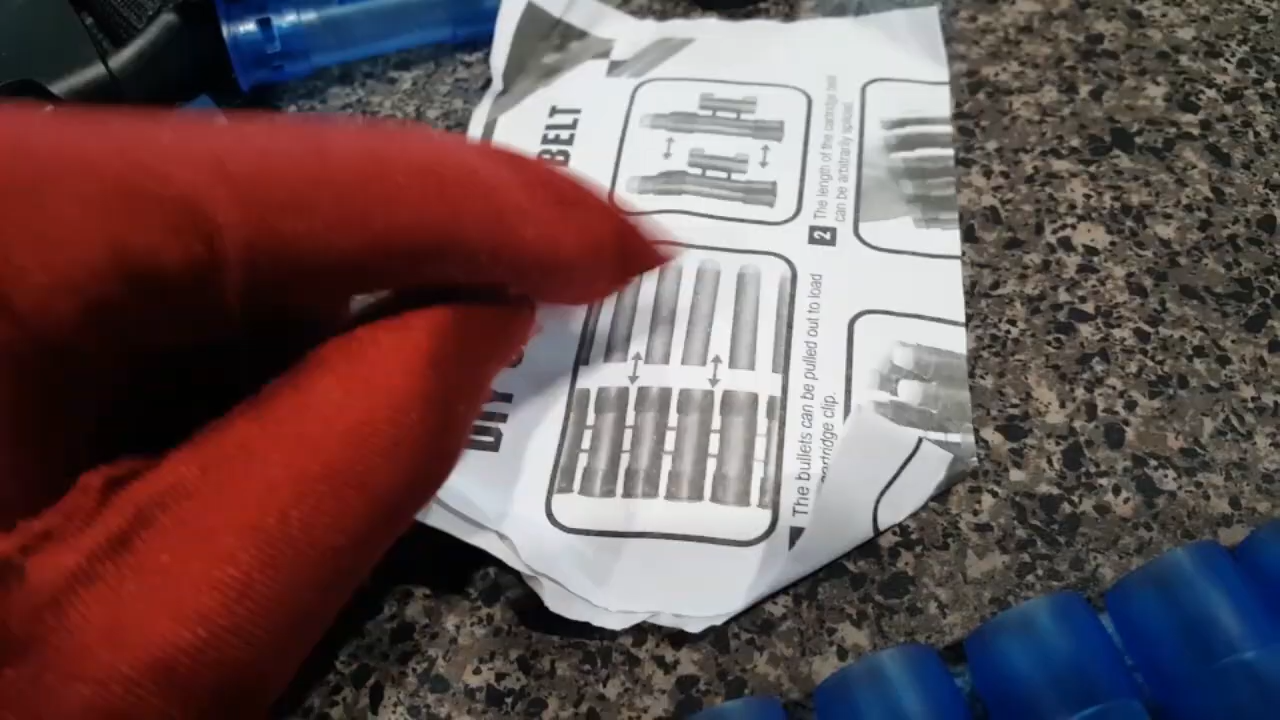 DIY
BELT
The bullets can be pulled out to load
cartridge clip.
2 The length of the cartridge belt
can be arbitrarily spliced.